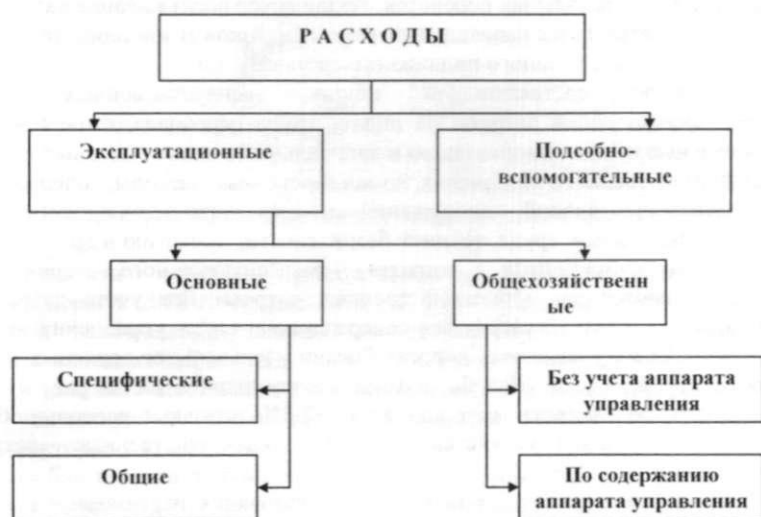 РАСХОДЫ
Эксплуатационные
Подсобно-
вспомогательные
Основные
Общехозяйственн
ые
Специфические
Общие
Без учета аппарата
управления
По содержанию
аппарата управления